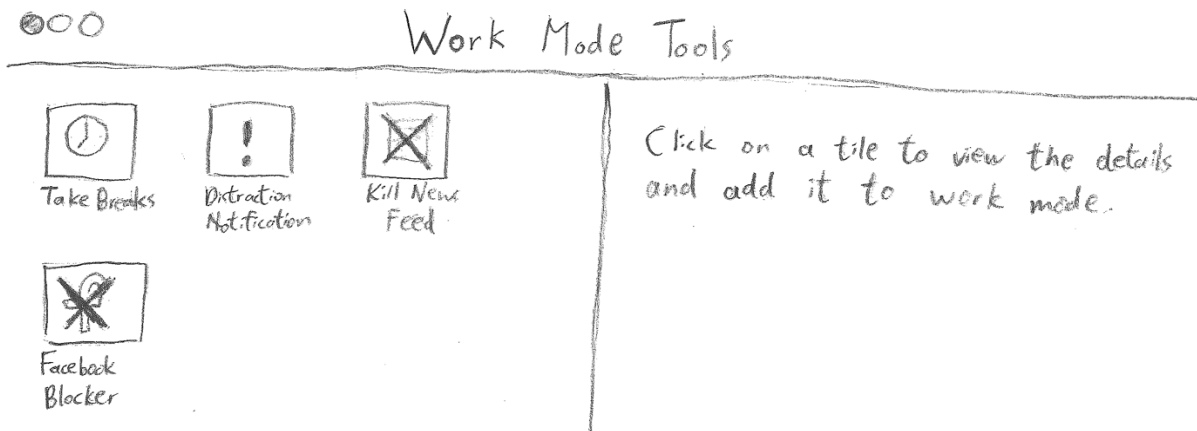 Work Mode Tools
Take Breaks
Distraction
Notification
Kill News
Feed
Facebook
Blocker
Click on a tile to view the details
and add it to work mode.